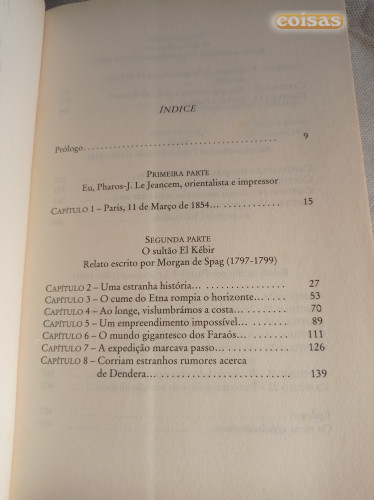 coisas
ÍNDICE
Prólogo........................................... 9
PRIMEIRA PARTE
Eu, Pharos-J. Le Jeancem, orientalista e impressor
CAPÍTULO 1 – Paris, 11 de Março de 1854... ............ 15
SEGUNDA PARTE
O sultão El Kébir
Relato escrito por Morgan de Spag (1797-1799)
CAPÍTULO 2 – Uma estranha história... ............... 27
CAPÍTULO 3 – O cume do Etna rompia o horizonte... ..... 53
CAPÍTULO 4 – Ao longe, vislumbrámos a costa... ........ 70
CAPÍTULO 5 – Um empreendimento impossível... ........ 89
CAPÍTULO 6 – O mundo gigantesco dos Faraós... ........ 111
CAPÍTULO 7 – A expedição marcava passo... ........... 126
CAPÍTULO 8 – Corriam estranhos rumores acerca
de Dendera... ........................ 139